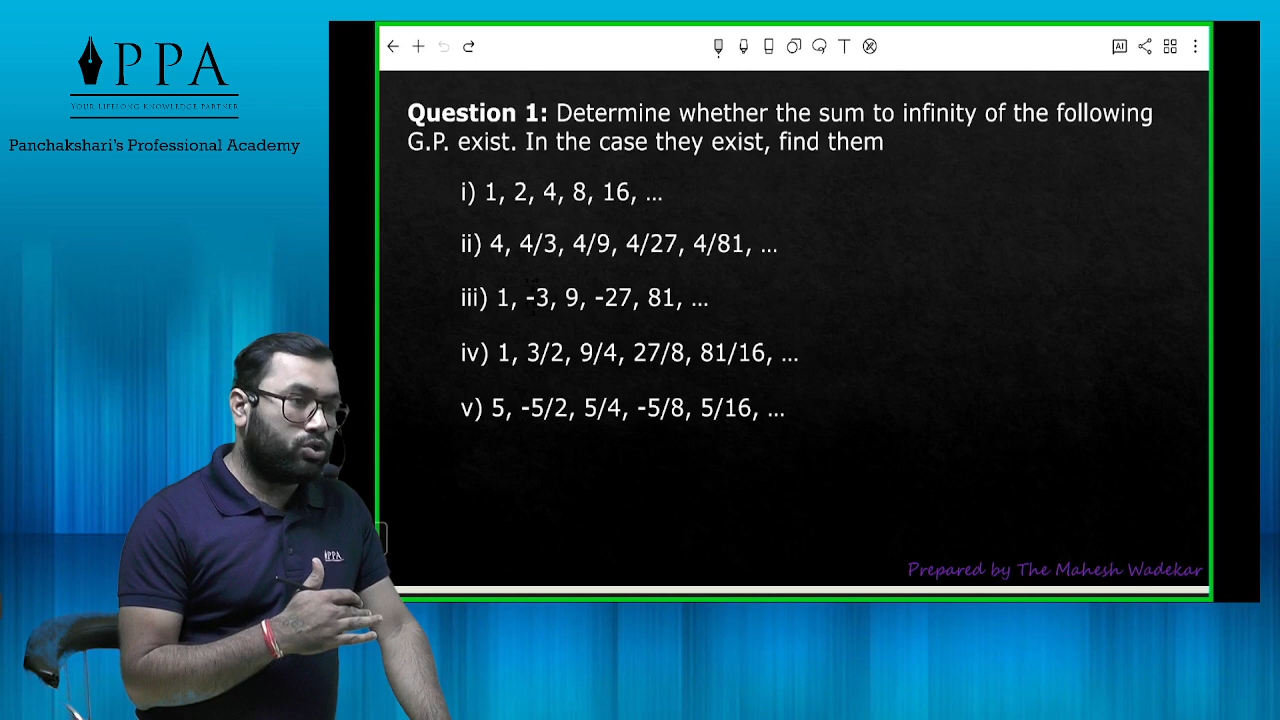 PPA
YOUR LIFELONG KNOWLEDGE PARTNER
Panchakshari's Professional Academy
AI
T
Question 1: Determine whether the sum to infinity of the following
G.P. exist. In the case they exist, find them
i) 1, 2, 4, 8, 16, ...
ii) 4, 4/3, 4/9, 4/27, 4/81, ...
iii) 1, -3, 9, -27, 81, ...
iv) 1, 3/2, 9/4, 27/8, 81/16, ...
v) 5, -5/2, 5/4, -5/8, 5/16, ...
PPA
Prepared by The Mahesh Wadekar